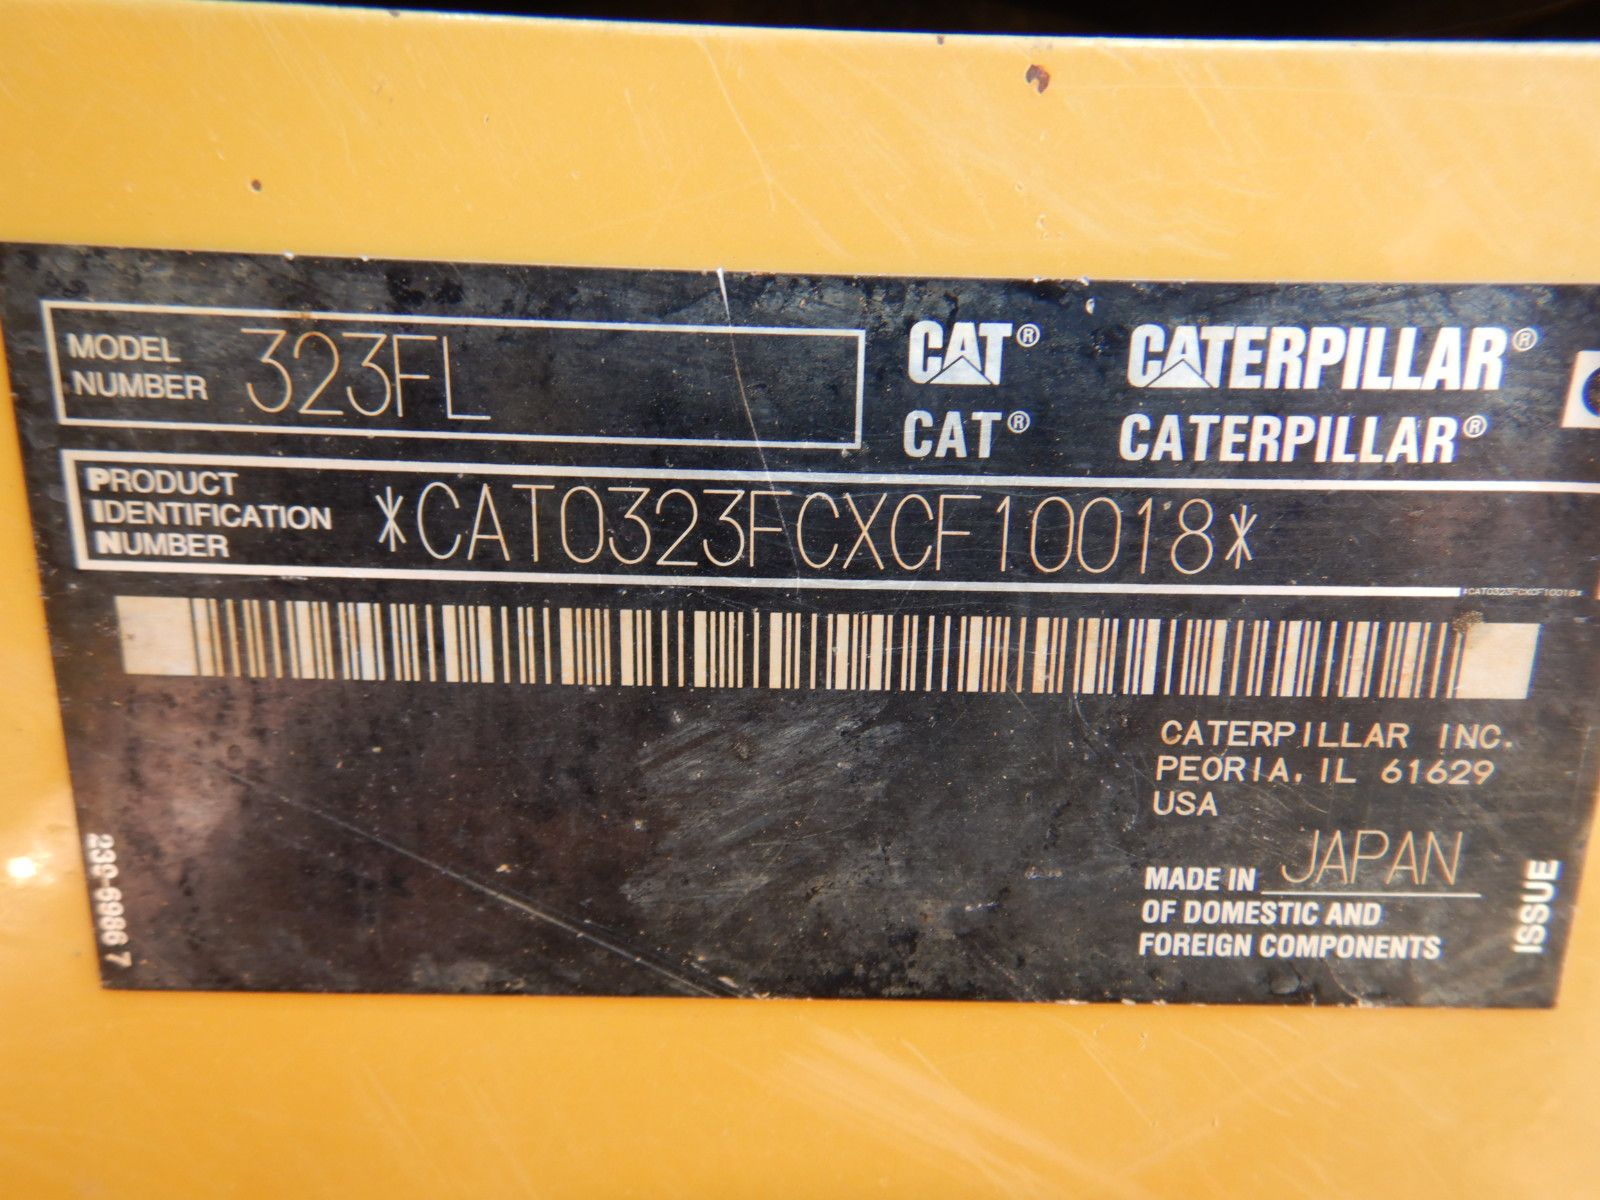 MODEL
NUMBER 323FL
CAT® CATERPILLAR®
CAT® CATERPILLAR®
PRODUCT
IDENTIFICATION
NUMBER *CAT0323FCXCF10018*
*CAT0323FCXCF10018*
CATERPILLAR INC.
PEORIA, IL 61629
USA
MADE IN JAPAN
OF DOMESTIC AND
FOREIGN COMPONENTS
239-6986 7
ISSUE